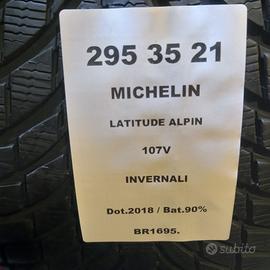 295 35 21
MICHELIN
LATITUDE ALPIN
107V
INVERNALI
Dot.2018 / Bat.90%
BR1695.
subito